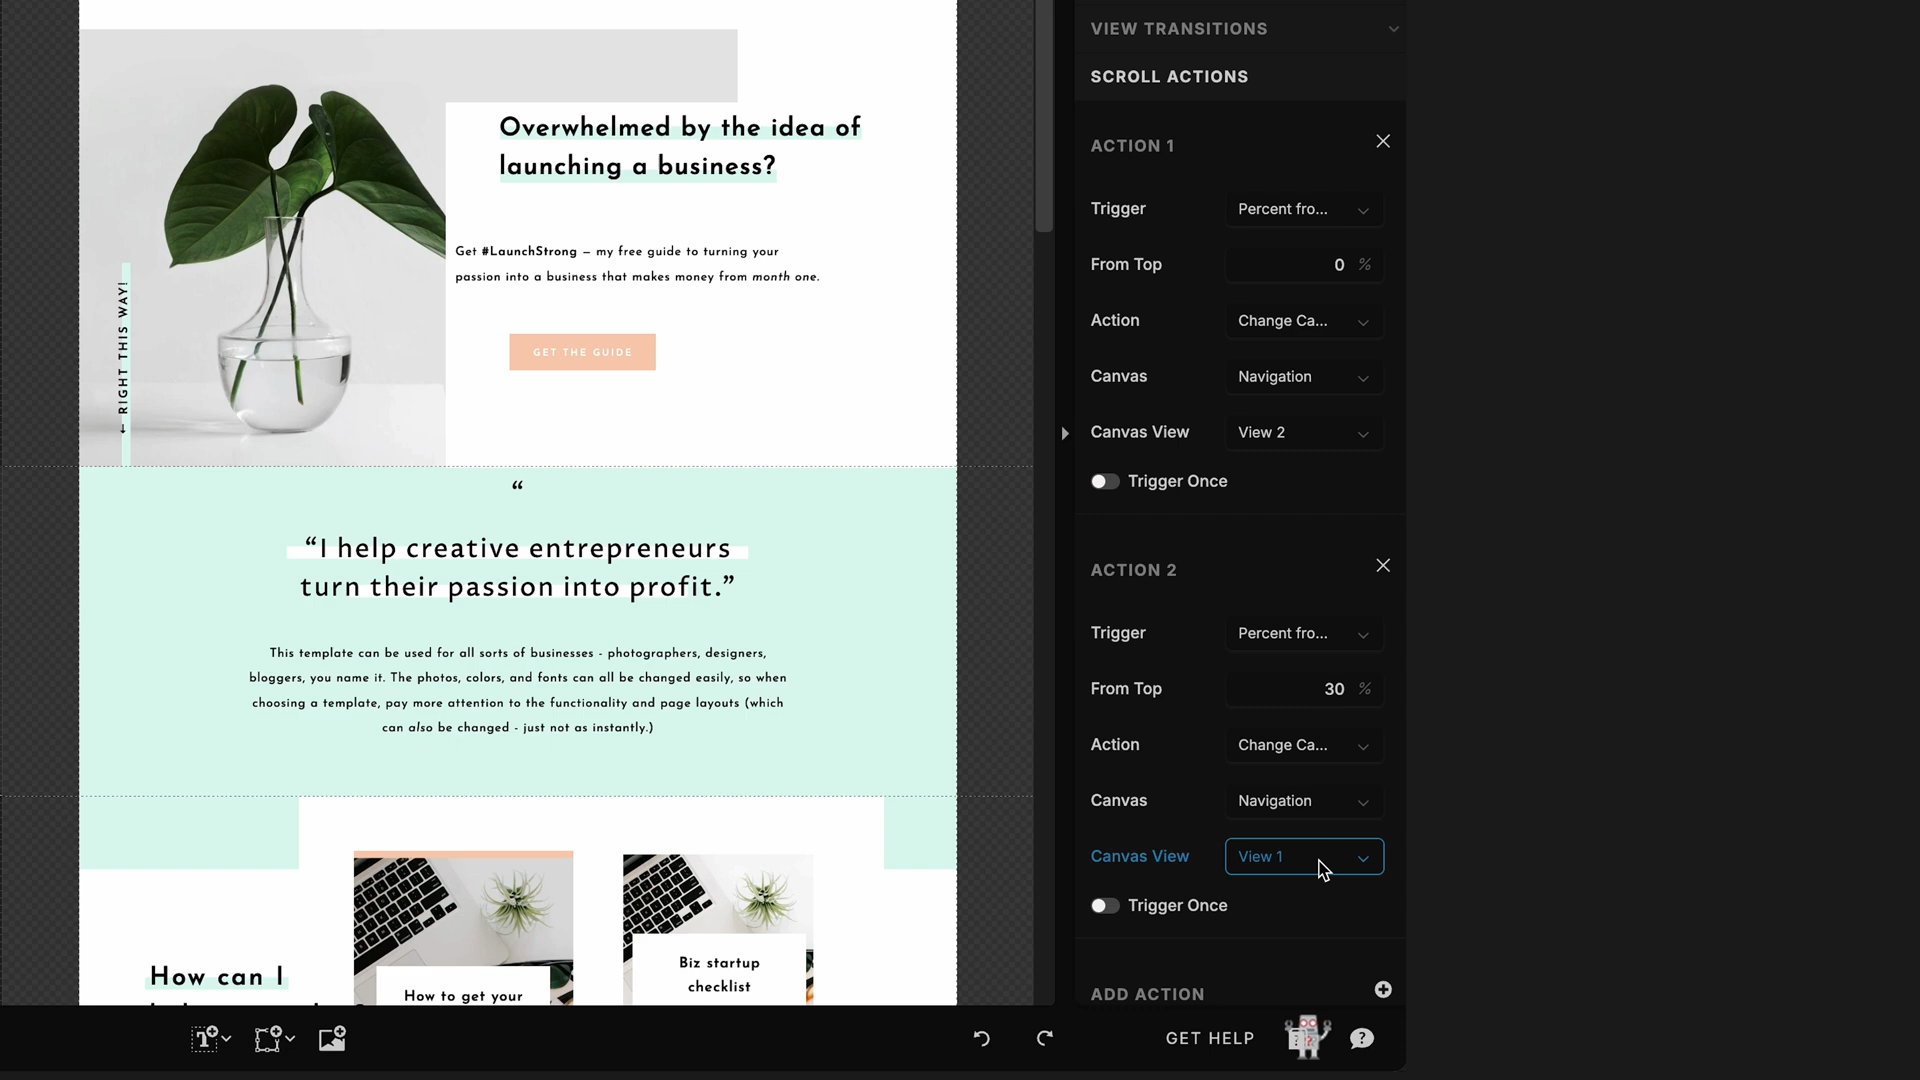 Overwhelmed by the idea of
launching a business?
Get #LaunchStrong – my free guide to turning your
passion into a business that makes money from month one.
GET THE GUIDE
← RIGHT THIS WAY!
“
“I help creative entrepreneurs
turn their passion into profit.”
This template can be used for all sorts of businesses - photographers, designers,
bloggers, you name it. The photos, colors, and fonts can all be changed easily, so when
choosing a template, pay more attention to the functionality and page layouts (which
can also be changed - just not as instantly.)
How can I
How to get your
Biz startup
checklist
VIEW TRANSITIONS
SCROLL ACTIONS
ACTION 1
Trigger Percent fro...
From Top 0 %
Action Change Ca...
Canvas Navigation
Canvas View View 2
Trigger Once
ACTION 2
Trigger Percent fro...
From Top 30 %
Action Change Ca...
Canvas Navigation
Canvas View View 1
Trigger Once
ADD ACTION
GET HELP